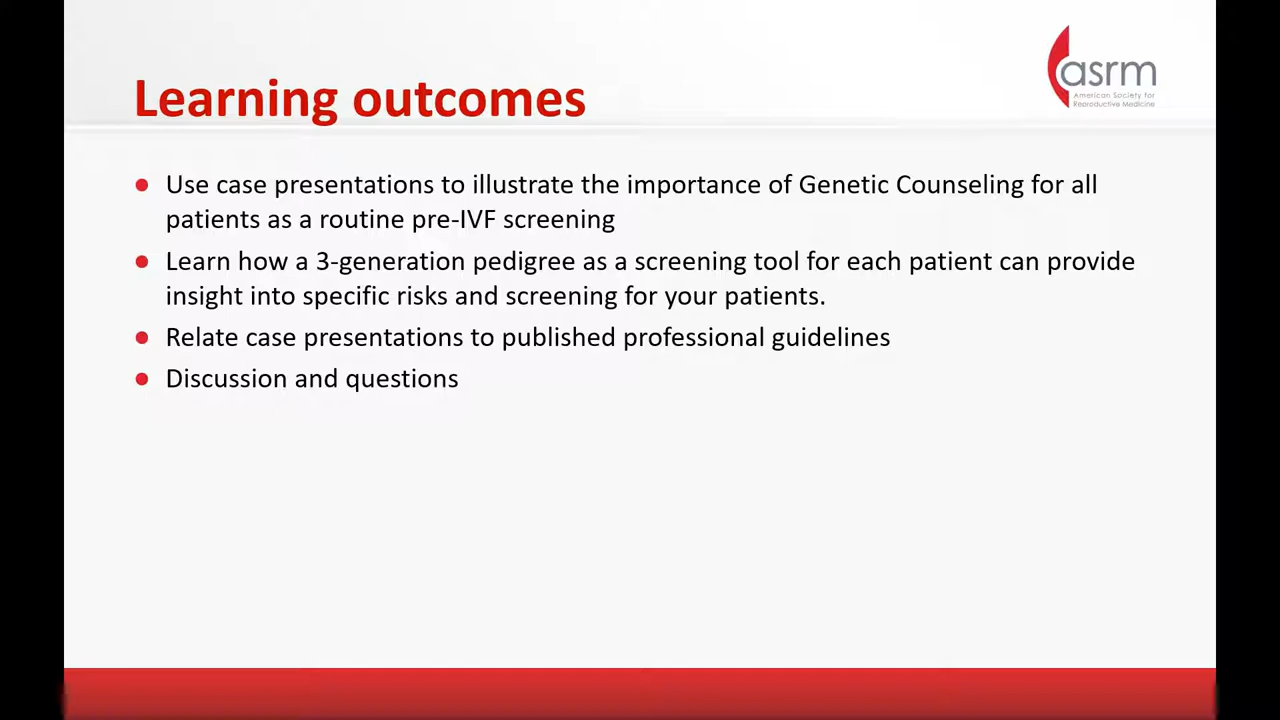 asrm
American Society for
Reproductive Medicine
Learning outcomes
Use case presentations to illustrate the importance of Genetic Counseling for all
patients as a routine pre-IVF screening
Learn how a 3-generation pedigree as a screening tool for each patient can provide
insight into specific risks and screening for your patients.
Relate case presentations to published professional guidelines
Discussion and questions